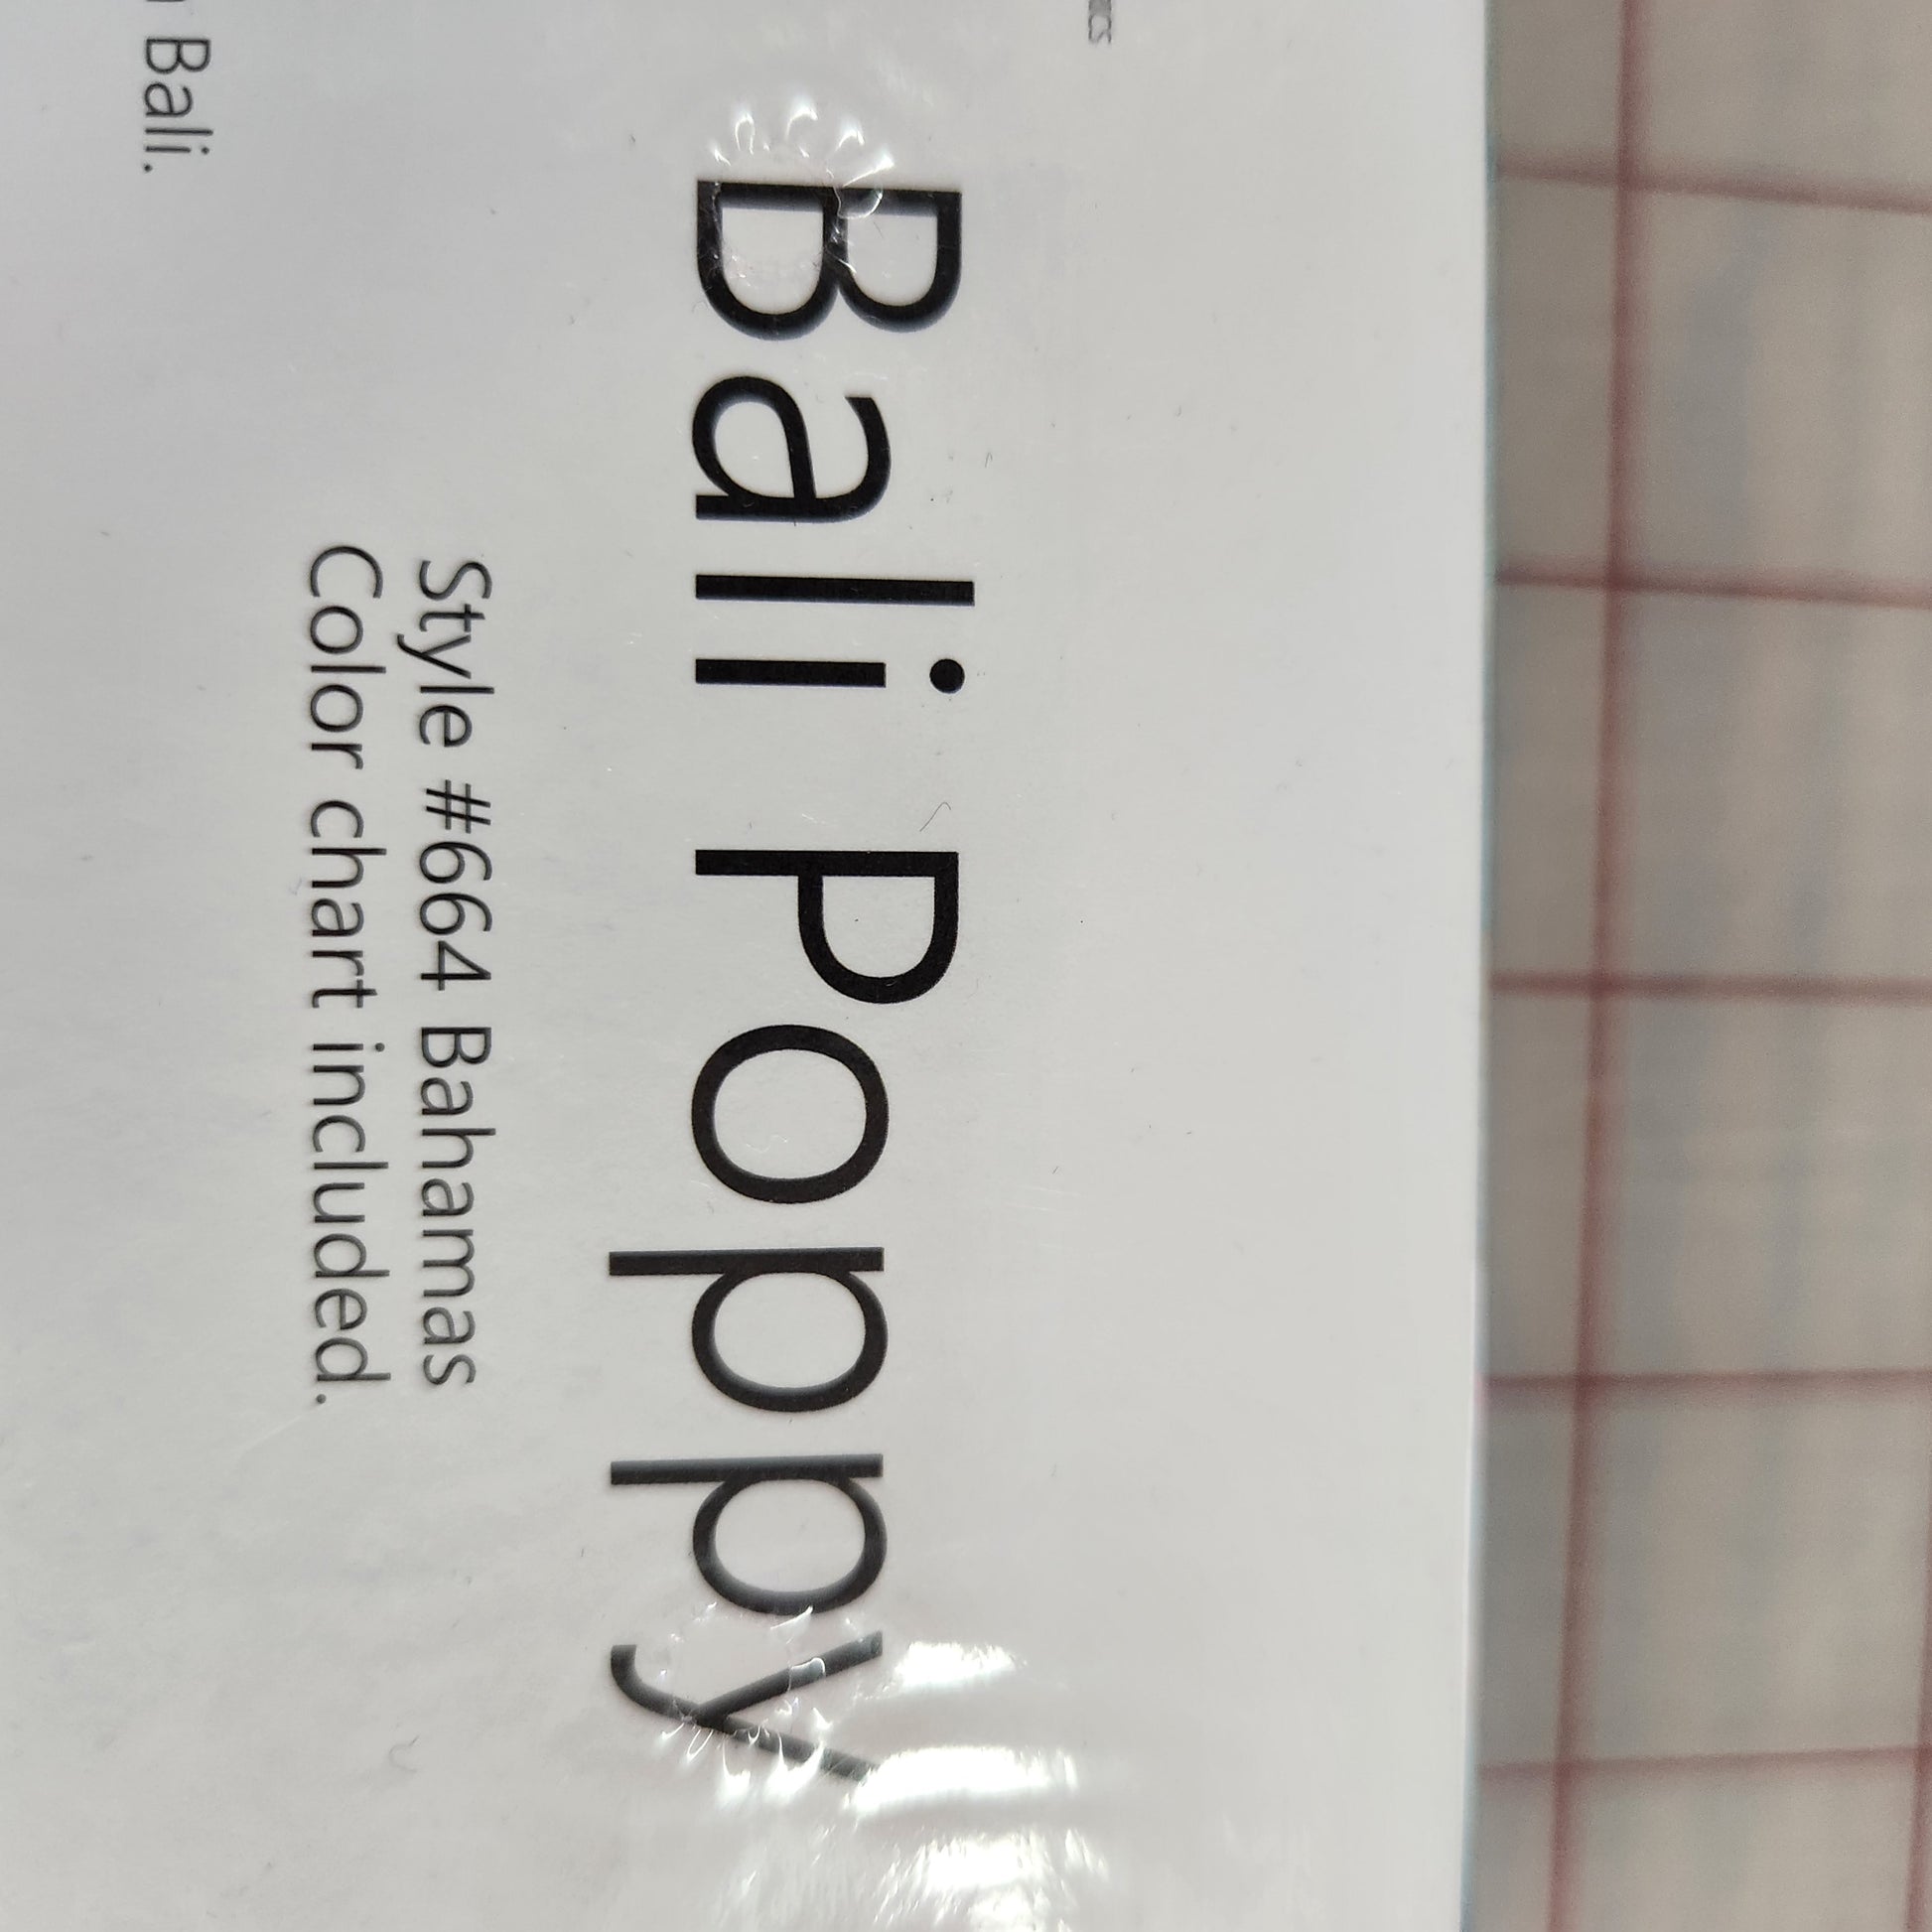 Bali Poppy
Style #664 Bahamas
Color chart included.
Bali.